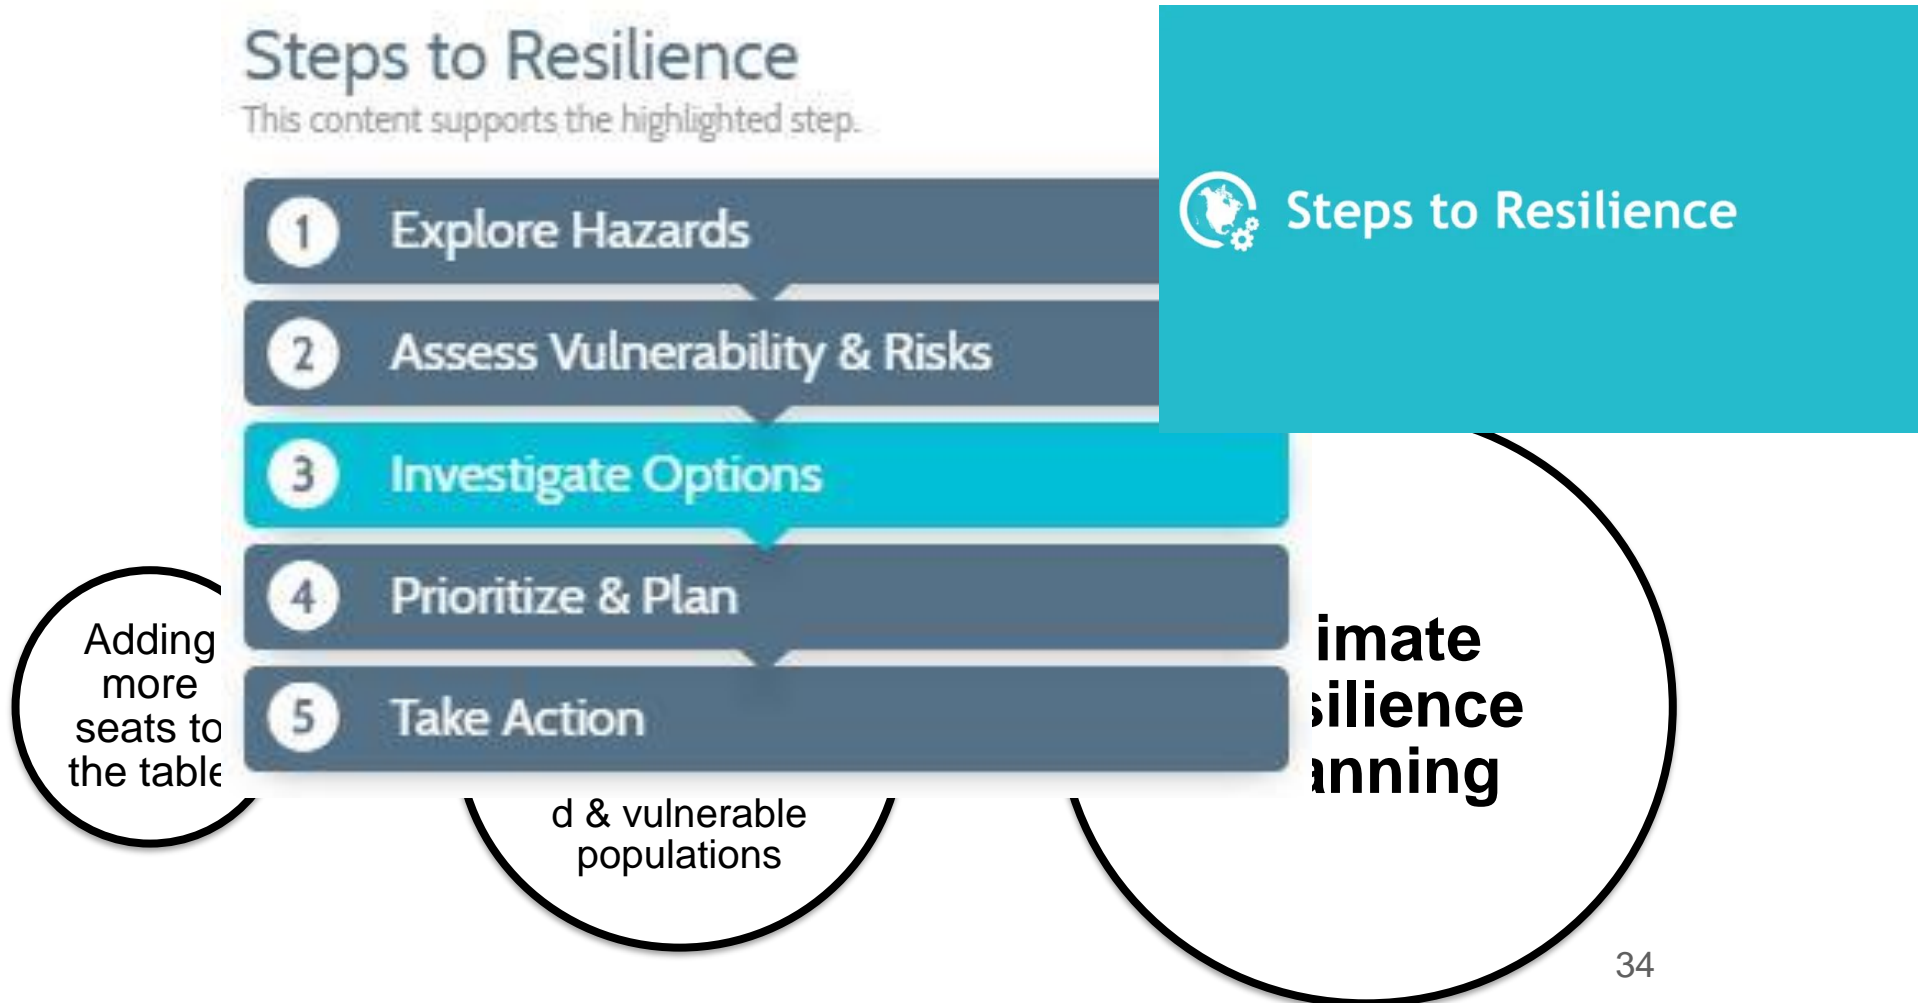 Steps to Resilience
This content supports the highlighted step.
1 Explore Hazards
2 Assess Vulnerability & Risks
3 Investigate Options
4 Prioritize & Plan
5 Take Action
Steps to Resilience
Adding
more
seats to
the table
d & vulnerable
populations
imate
silience
anning
34